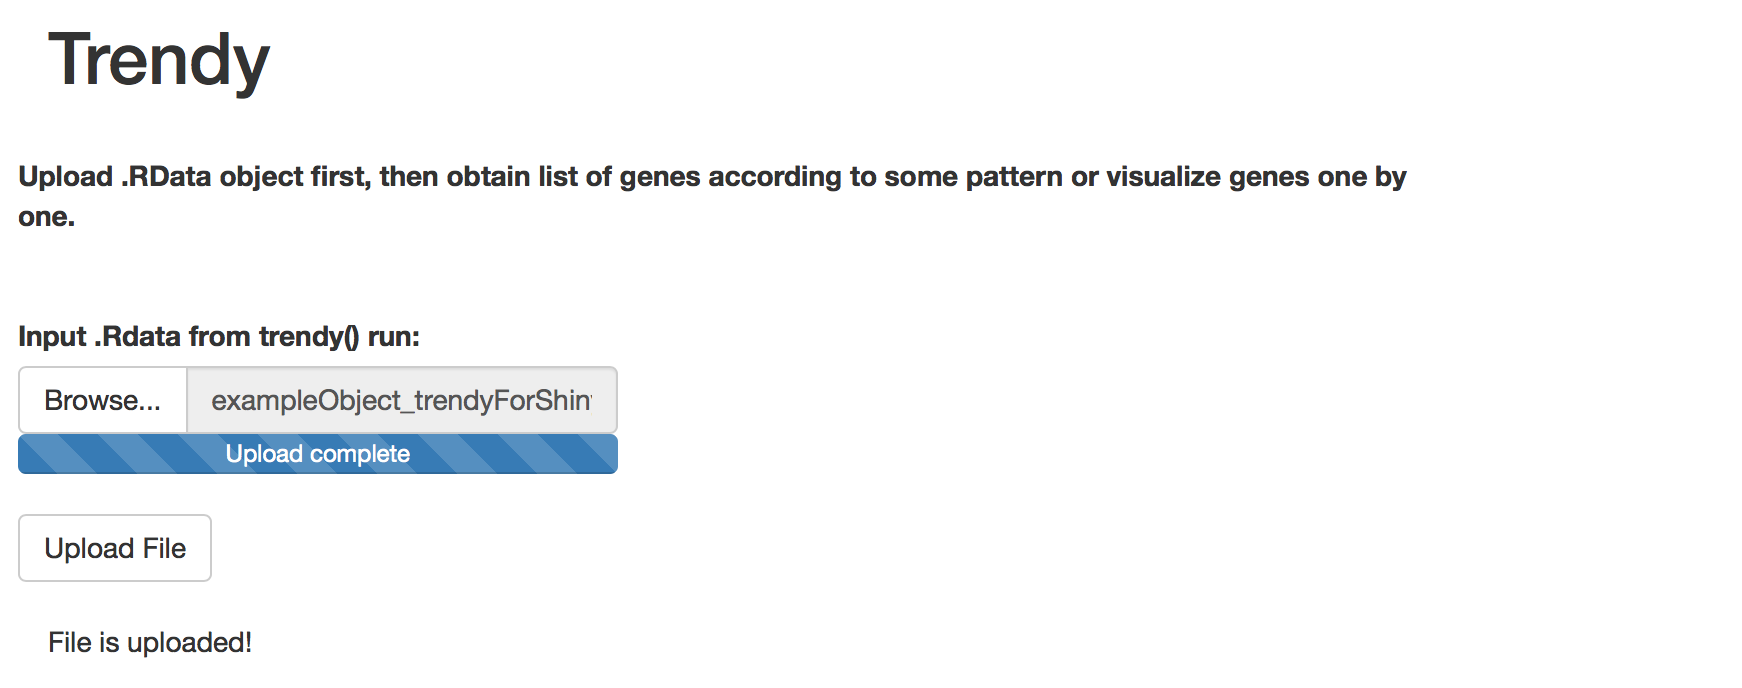 Trendy
Upload .RData object first, then obtain list of genes according to some pattern or visualize genes one by
one.
Input .Rdata from trendy() run:
Browse... exampleObject_trendyForShin
Upload complete
Upload File
File is uploaded!